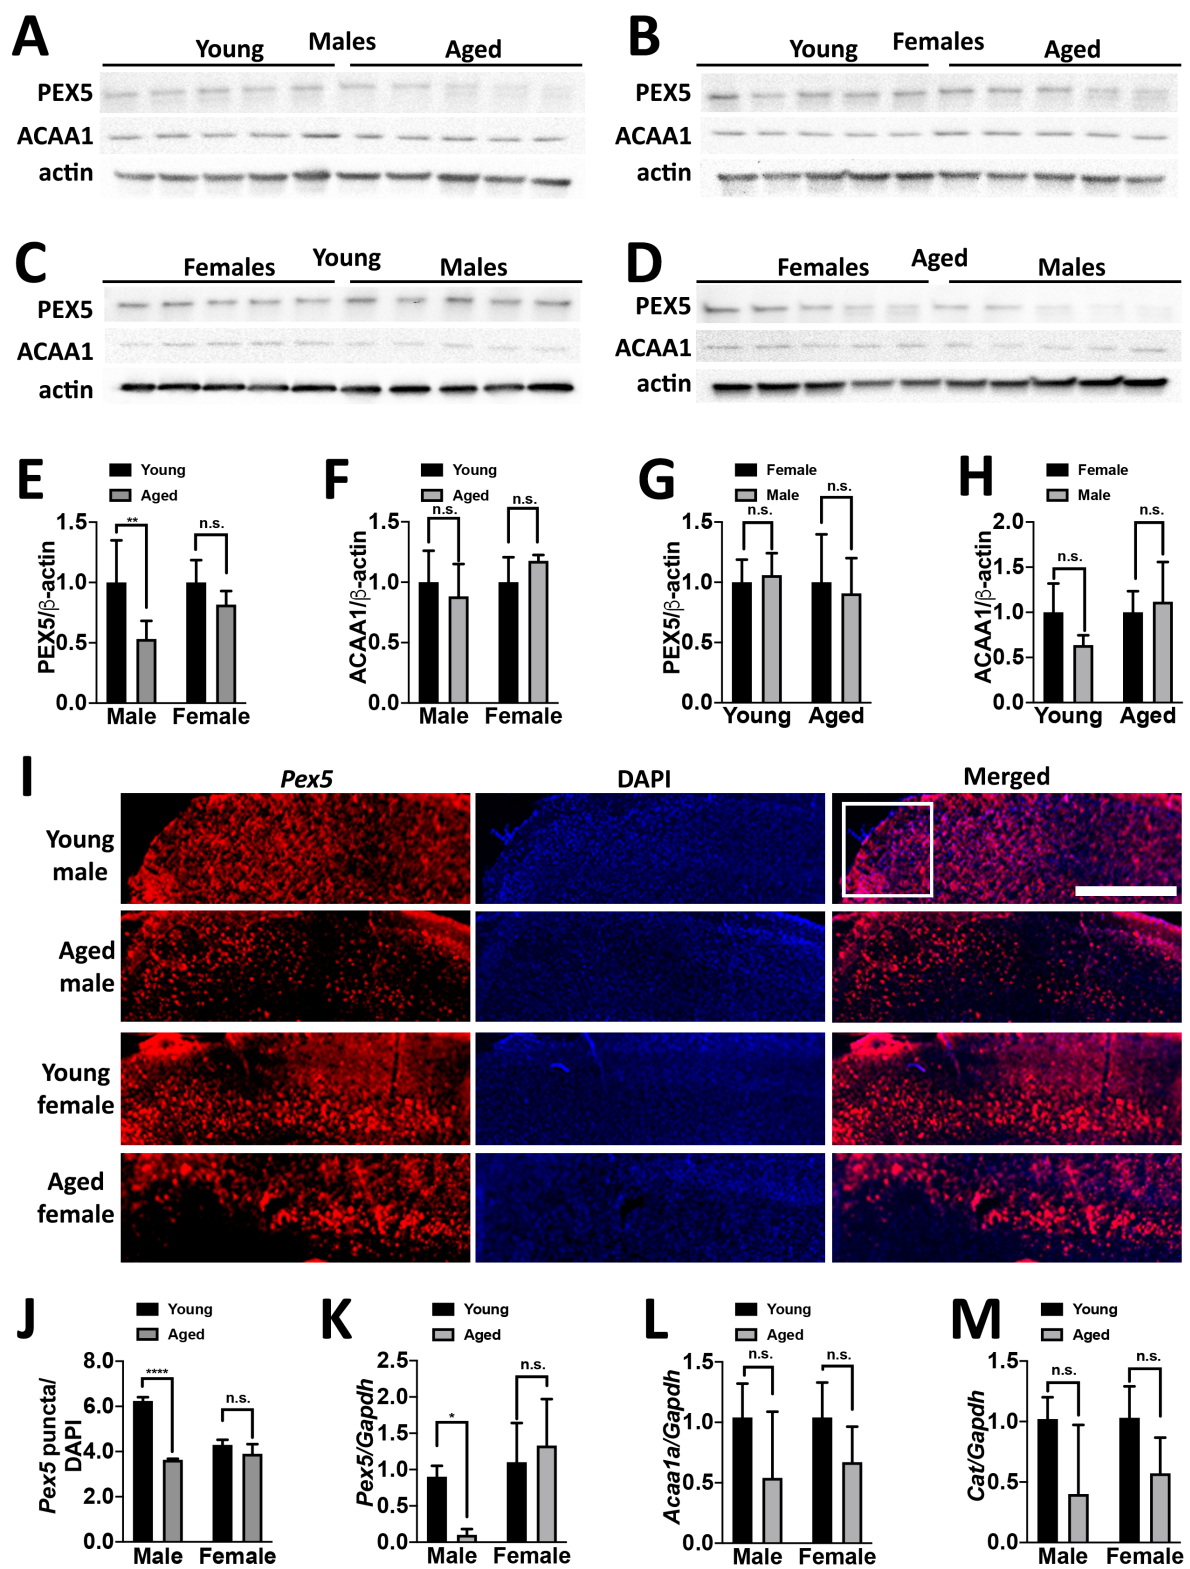 A
Males
Young
Aged
PEX5
ACAA1
actin
B
Females
Young
Aged
PEX5
ACAA1
actin
C
Young
Females
Males
PEX5
ACAA1
actin
D
Aged
Females
Males
PEX5
ACAA1
actin
E
Young
Aged
PEX5/β-actin
1.5
1.0
0.5
0.0
**
n.s.
Male
Female
F
Young
Aged
ACAA1/β-actin
1.5
1.0
0.5
0.0
n.s.
n.s.
Male
Female
G
Female
Male
PEX5/β-actin
1.5
1.0
0.5
0.0
n.s.
n.s.
Young
Aged
H
Female
Male
ACAA1/β-actin
2.0
1.5
1.0
0.5
0.0
n.s.
n.s.
Young
Aged
I
Pex5
DAPI
Merged
Young
male
Aged
male
Young
female
Aged
female
J
Young
Aged
Pex5 puncta/
DAPI
8.0
6.0
4.0
2.0
0.0
****
n.s.
Male
Female
K
Young
Aged
Pex5/Gapdh
2.5
2.0
1.5
1.0
0.5
0.0
*
n.s.
Male
Female
L
Young
Aged
Acaa1a/Gapdh
1.5
1.0
0.5
0.0
n.s.
n.s.
Male
Female
M
Young
Aged
Cat/Gapdh
1.5
1.0
0.5
0.0
n.s.
n.s.
Male
Female